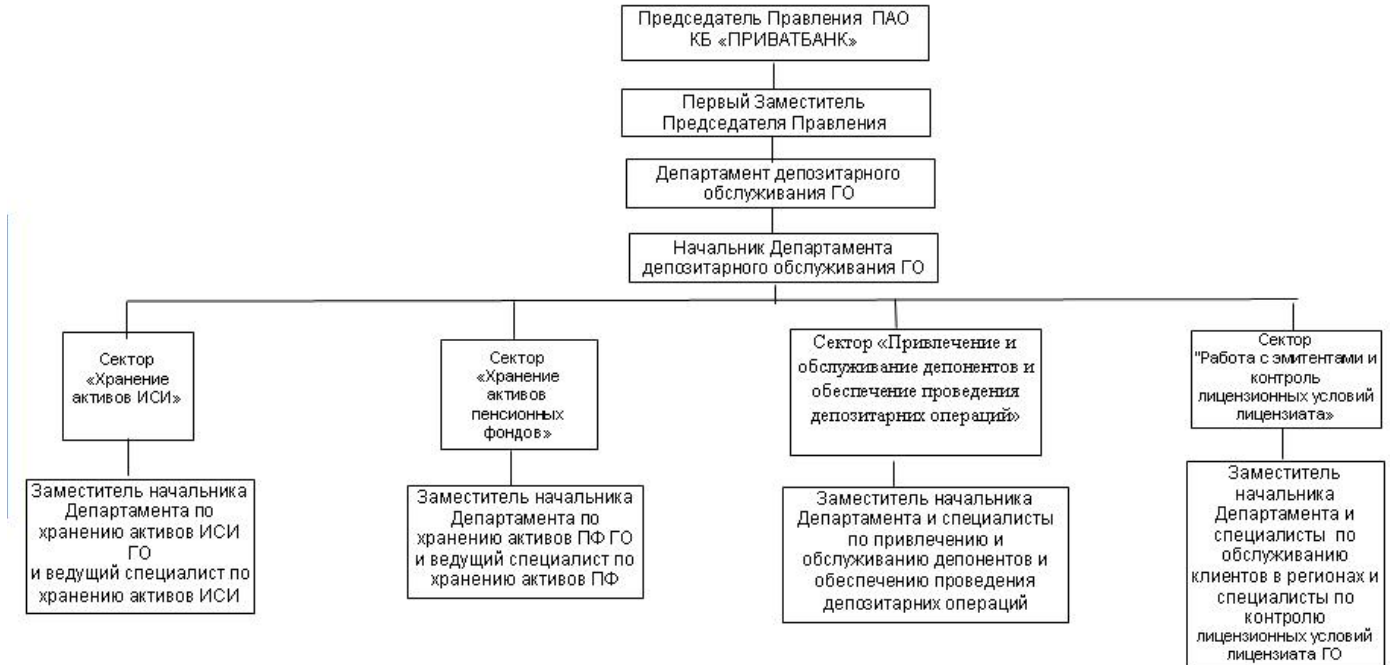 Председатель Правления ПАО
КБ «ПРИВАТБАНК»
Первый Заместитель
Председателя Правления
Департамент депозитарного
обслуживания ГО
Начальник Департамента
депозитарного обслуживания ГО
Сектор
«Хранение
активов ИСИ»
Сектор
«Хранение
активов
пенсионных
фондов»
Сектор «Привлечение и
обслуживание депонентов и
обеспечение проведения
депозитарних операций»
Сектор
"Работа с эмитентами и
контроль
лицензионных условий
лицензиата»
Заместитель начальника
Департамента по
хранению активов ИСИ
ГО
и ведущий специалист по
хранению активов ИСИ
Заместитель начальника
Департамента по
хранению активов ПФ ГО
и ведущий специалист по
хранению активов ПФ
Заместитель начальника
Департамента и специалисты
по привлечению и
обслуживанию депонентов и
обеспечению проведения
депозитарних операций
Заместитель
начальника
Департамента и
специалисты по
обслуживанию
клиентов в регионах и
специалисты по
контролю
лицензионных условий
лицензиата ГО